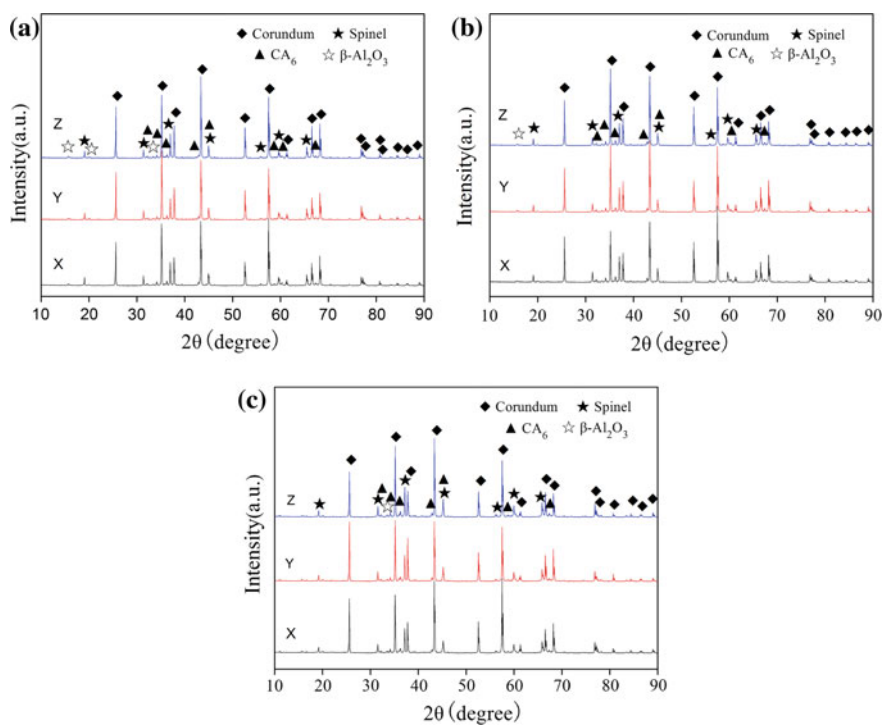 (a)
◆ Corundum ★ Spinel
▲ CA₆ ☆ β-Al₂O₃
Intensity(a.u.)
Z
Y
X
10 20 30 40 50 60 70 80 90
2θ (degree)
(b)
◆ Corundum ★ Spinel
▲ CA₆ ☆ β-Al₂O₃
Intensity(a.u.)
Z
Y
X
10 20 30 40 50 60 70 80 90
2θ (degree)
(c)
◆ Corundum ★ Spinel
▲ CA₆ ☆ β-Al₂O₃
Intensity(a.u.)
Z
Y
X
10 20 30 40 50 60 70 80 90
2θ (degree)